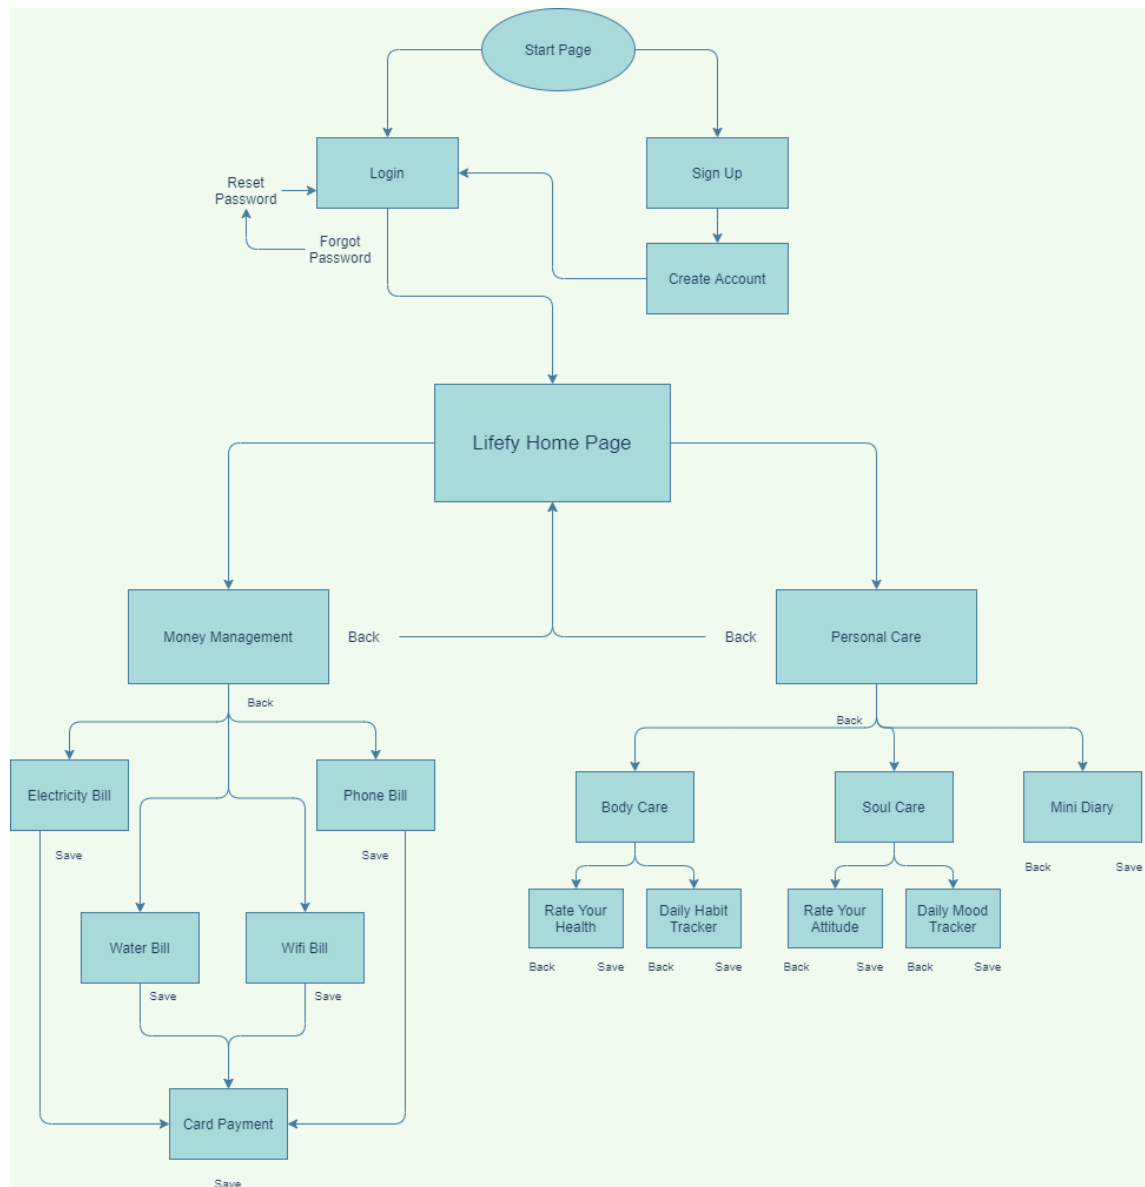 Start Page
Login
Sign Up
Reset
Password
Forgot
Password
Create Account
Lifefy Home Page
Money Management
Back
Back
Personal Care
Back
Back
Electricity Bill
Phone Bill
Body Care
Soul Care
Mini Diary
Save
Save
Back
Save
Rate Your
Health
Daily Habit
Tracker
Rate Your
Attitude
Daily Mood
Tracker
Water Bill
Wifi Bill
Back
Save
Back
Save
Back
Save
Back
Save
Save
Save
Card Payment
Save